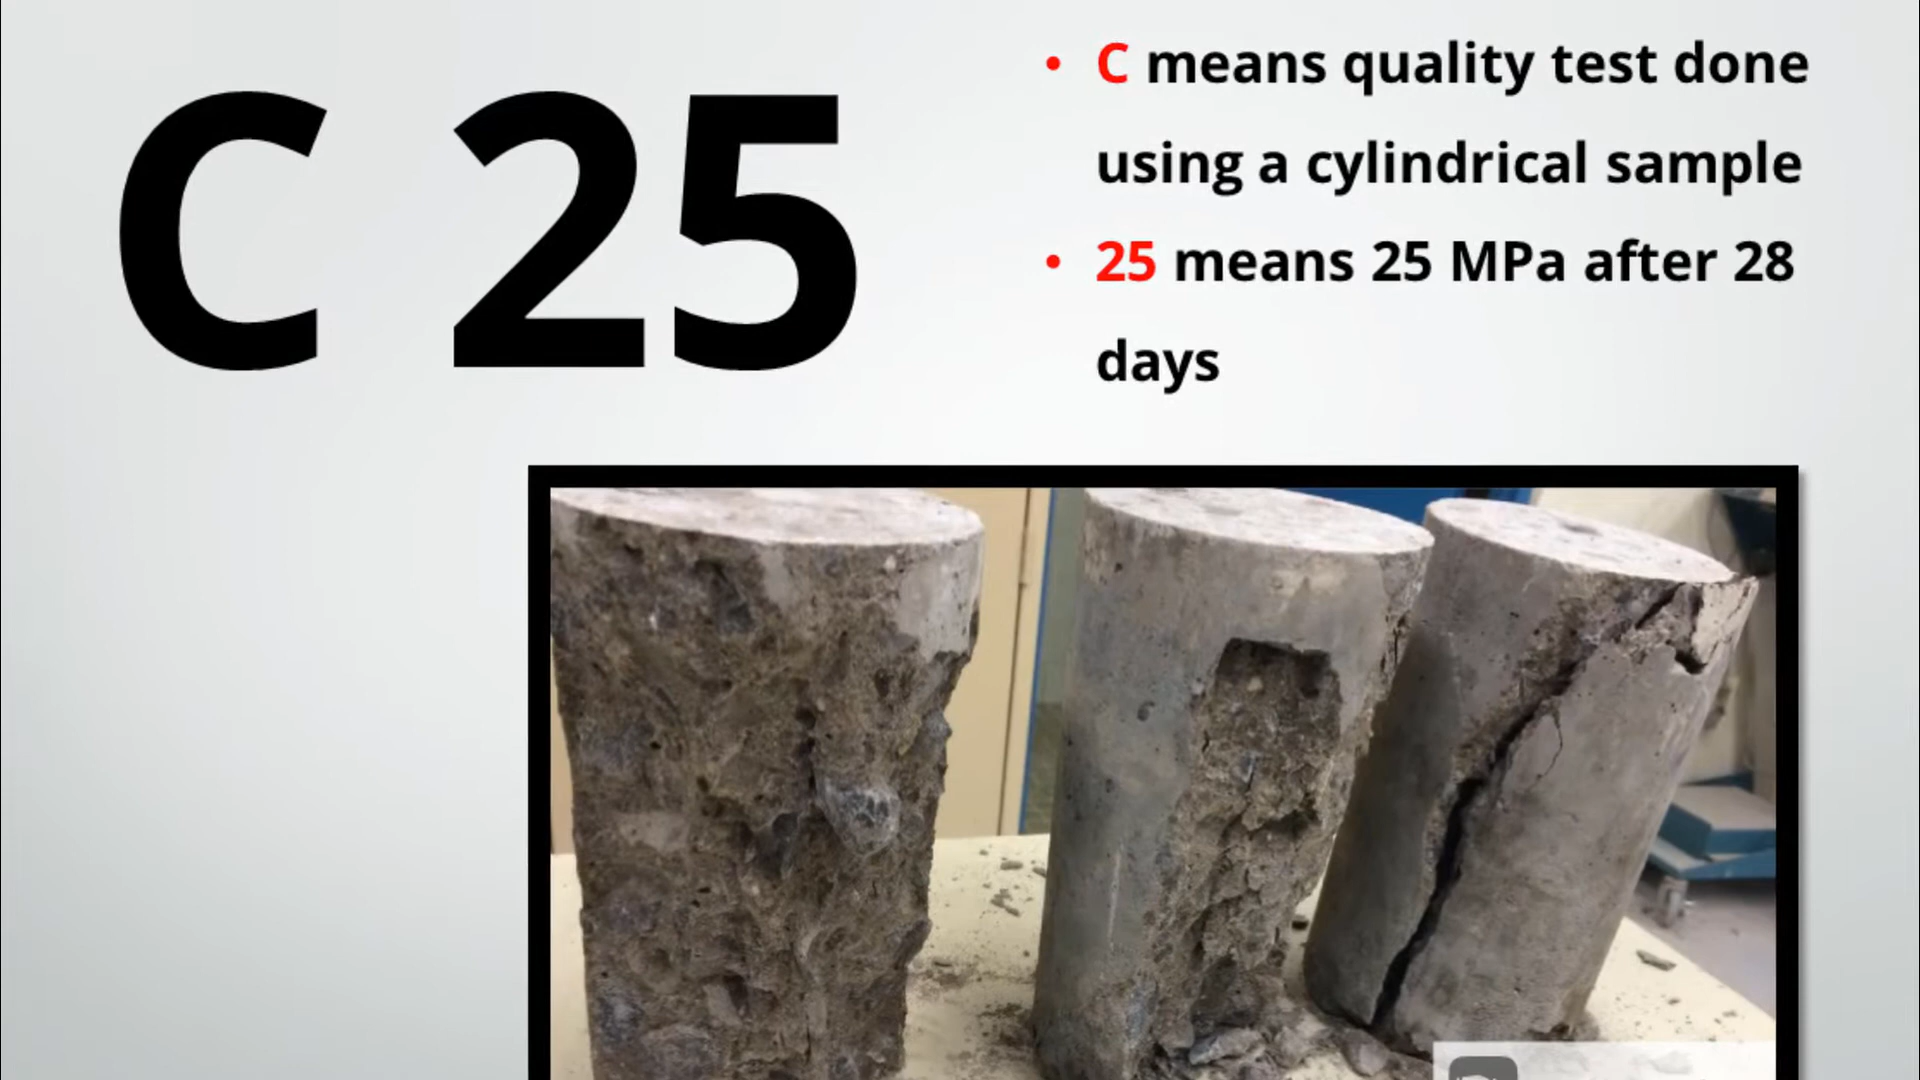 C 25
• C means quality test done
using a cylindrical sample
• 25 means 25 MPa after 28
days